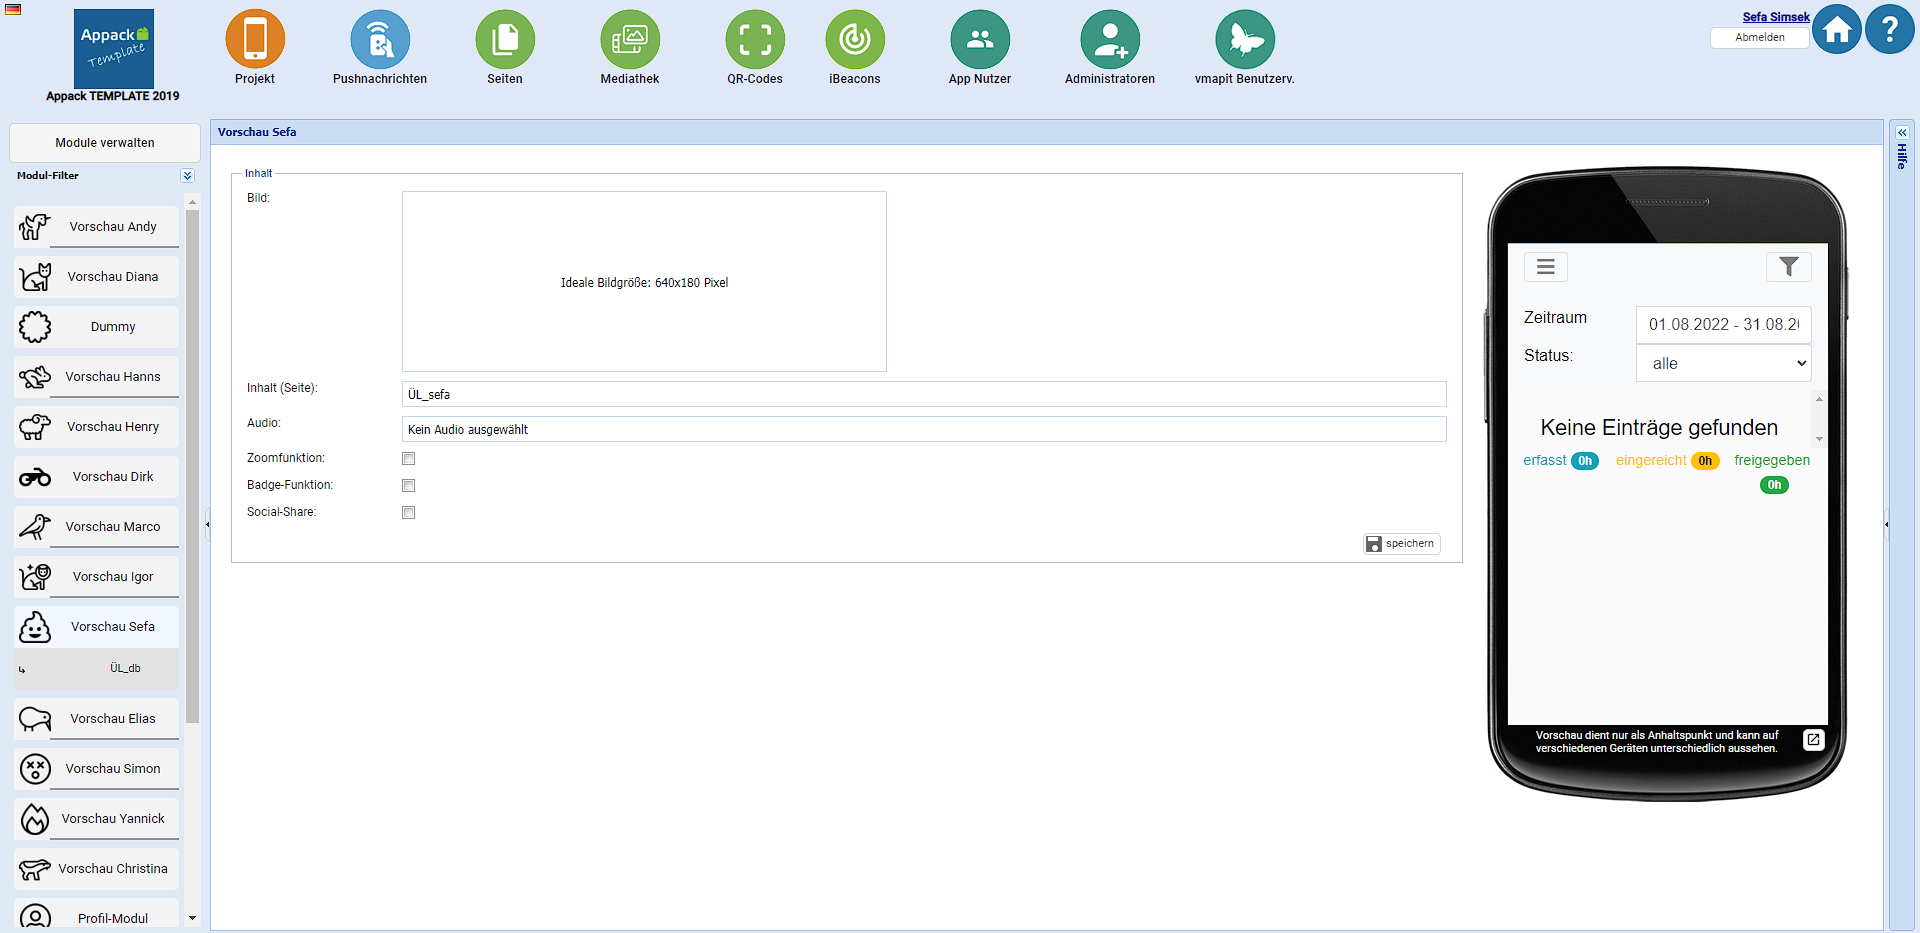 Appack
Template
Appack TEMPLATE 2019
Projekt
Pushnachrichten
Seiten
Mediathek
QR-Codes
iBeacons
App Nutzer
Administratoren
vmapit Benutzerv.
Sefa Simsek
Abmelden
?
Module verwalten
Modul-Filter
Vorschau Andy
Vorschau Diana
Dummy
Vorschau Hanns
Vorschau Henry
Vorschau Dirk
Vorschau Marco
Vorschau Igor
Vorschau Sefa
ÜL_db
Vorschau Elias
Vorschau Simon
Vorschau Yannick
Vorschau Christina
Profil-Modul
Vorschau Sefa
Inhalt
Bild:
Ideale Bildgröße: 640x180 Pixel
Inhalt (Seite):
ÜL_sefa
Audio:
Kein Audio ausgewählt
Zoomfunktion:
Badge-Funktion:
Social-Share:
speichern
Zeitraum
01.08.2022 - 31.08.20
Status:
alle
Keine Einträge gefunden
erfasst 0h eingereicht 0h freigegeben
0h
Vorschau dient nur als Anhaltspunkt und kann auf
verschiedenen Geräten unterschiedlich aussehen.
Hilfe